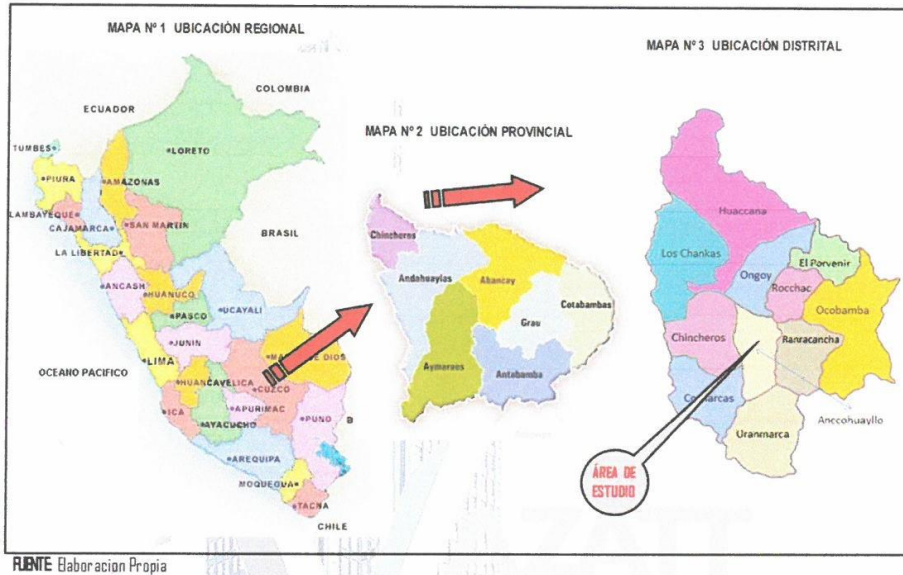 MAPA Nº 1 UBICACIÓN REGIONAL
COLOMBIA
ECUADOR
TUMBES
LORETO
PIURA
AMAZONAS
LAMBAYEQUE
CAJAMARCA
SAN MARTIN
LA LIBERTAD
BRASIL
ANCASH
HUANUCO
UCAYALI
PASCO
JUNIN
LIMA
OCEANO PACIFICO
DE DIOS
HUANCAVELICA
CUZCO
ICA
APURIMAC
PUNO
B
AYACUCHO
AREQUIPA
MOQUEGUA
TACNA
CHILE
MAPA Nº 2 UBICACIÓN PROVINCIAL
Chincheros
Andahuaylas
Abancay
Cotabambas
Grau
Aymaraes
Antabamba
MAPA Nº 3 UBICACIÓN DISTRITAL
Huaccana
Los Chankas
Ongoy
El Porvenir
Rocchac
Ocobamba
Chincheros
Ranracancha
Anccohuayllo
Uranmarca
ÁREA DE
ESTUDIO
FUENTE Elaboracion Propia